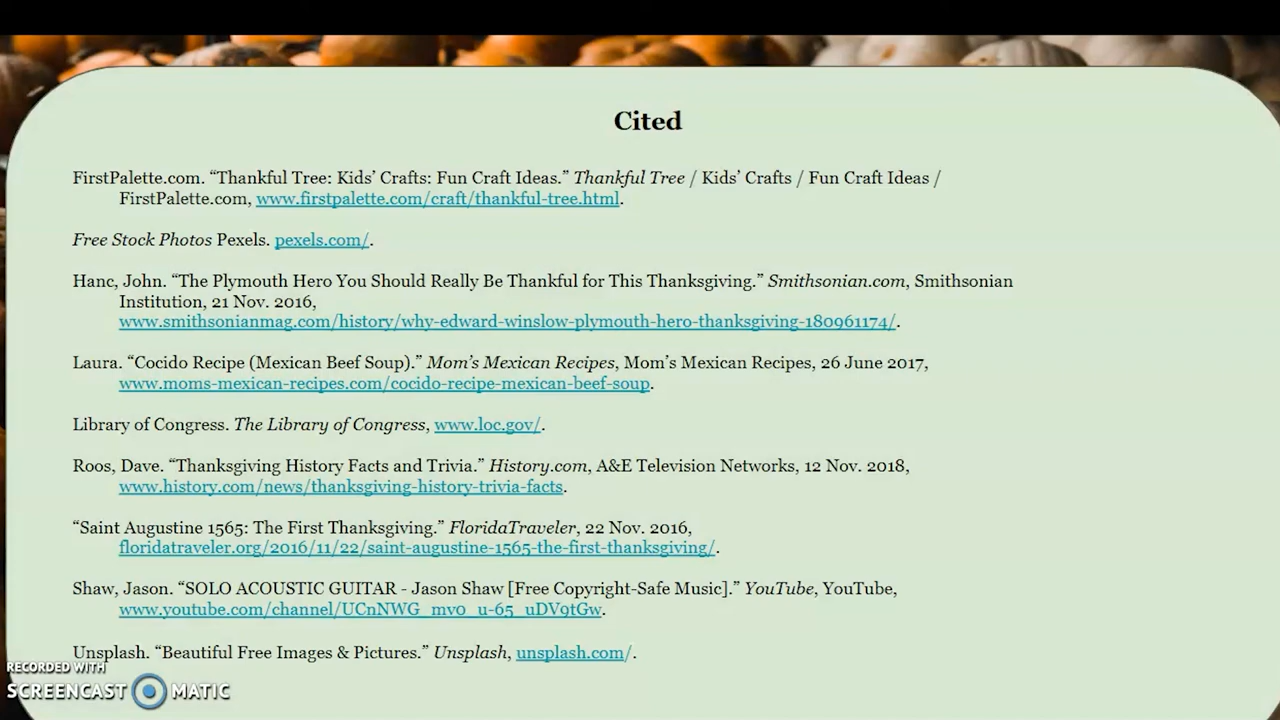 Cited
FirstPalette.com. “Thankful Tree: Kids’ Crafts: Fun Craft Ideas.” Thankful Tree / Kids’ Crafts / Fun Craft Ideas /
FirstPalette.com, www.firstpalette.com/craft/thankful-tree.html.
Free Stock Photos Pexels. pexels.com/.
Hanc, John. “The Plymouth Hero You Should Really Be Thankful for This Thanksgiving.” Smithsonian.com, Smithsonian
Institution, 21 Nov. 2016,
www.smithsonianmag.com/history/why-edward-winslow-plymouth-hero-thanksgiving-180961174/.
Laura. “Cocido Recipe (Mexican Beef Soup).” Mom’s Mexican Recipes, Mom’s Mexican Recipes, 26 June 2017,
www.moms-mexican-recipes.com/cocido-recipe-mexican-beef-soup.
Library of Congress. The Library of Congress, www.loc.gov/.
Roos, Dave. “Thanksgiving History Facts and Trivia.” History.com, A&E Television Networks, 12 Nov. 2018,
www.history.com/news/thanksgiving-history-trivia-facts.
“Saint Augustine 1565: The First Thanksgiving.” FloridaTraveler, 22 Nov. 2016,
floridatraveler.org/2016/11/22/saint-augustine-1565-the-first-thanksgiving/.
Shaw, Jason. “SOLO ACOUSTIC GUITAR - Jason Shaw [Free Copyright-Safe Music].” YouTube, YouTube,
www.youtube.com/channel/UCnNWG_mv0_u-65_uDV9tGw.
Unsplash. “Beautiful Free Images & Pictures.” Unsplash, unsplash.com/.
RECORDED WITH
SCREENCAST MATIC